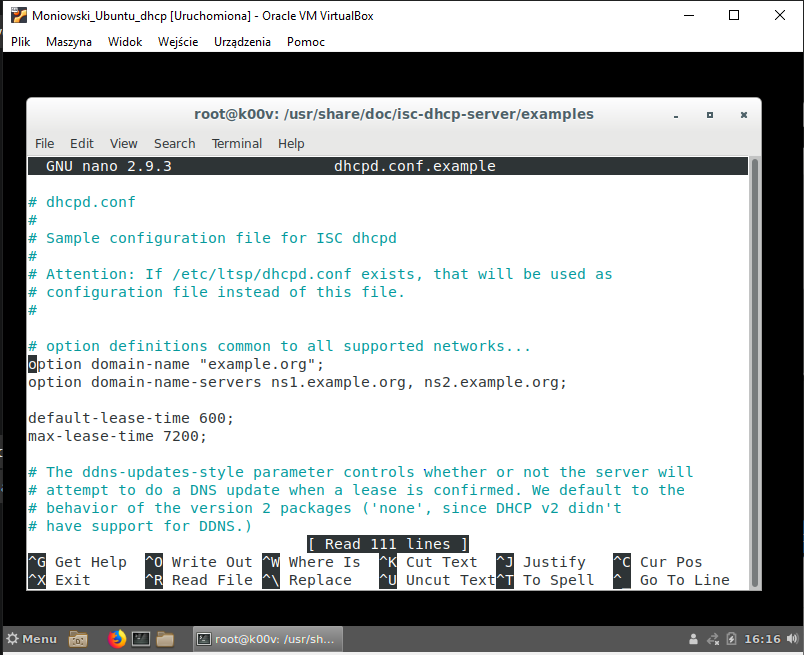 Moniowski_Ubuntu_dhcp [Uruchomiona] - Oracle VM VirtualBox
Plik Maszyna Widok Wejście Urządzenia Pomoc
root@k00v: /usr/share/doc/isc-dhcp-server/examples
File Edit View Search Terminal Help
GNU nano 2.9.3 dhcpd.conf.example
# dhcpd.conf
#
# Sample configuration file for ISC dhcpd
#
# Attention: If /etc/ltsp/dhcpd.conf exists, that will be used as
# configuration file instead of this file.
#
# option definitions common to all supported networks...
option domain-name "example.org";
option domain-name-servers ns1.example.org, ns2.example.org;
default-lease-time 600;
max-lease-time 7200;
# The ddns-updates-style parameter controls whether or not the server will
# attempt to do a DNS update when a lease is confirmed. We default to the
# behavior of the version 2 packages ('none', since DHCP v2 didn't
# have support for DDNS.)
[ Read 111 lines ]
^G Get Help ^O Write Out ^W Where Is ^K Cut Text ^J Justify ^C Cur Pos
^X Exit ^R Read File ^\ Replace ^U Uncut Text ^T To Spell ^_ Go To Line
Menu root@k00v: /usr/sh... 16:16